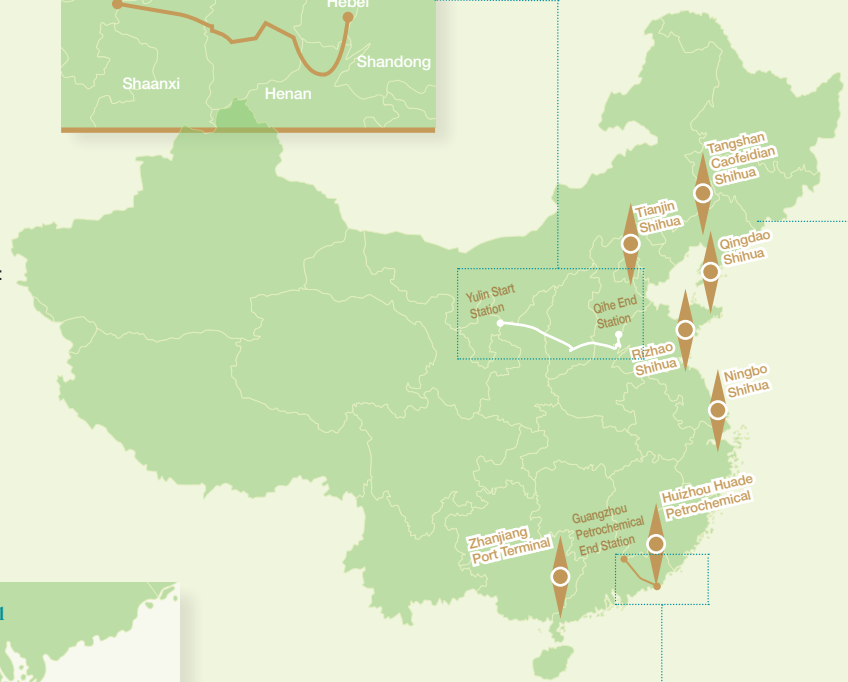 Hebei
Shandong
Shaanxi
Henan
Tangshan
Caofeidian
Shihua
Tianjin
Shihua
Qingdao
Shihua
Yulin Start
Station
Qihe End
Station
Rizhao
Shihua
Ningbo
Shihua
Huizhou Huade
Petrochemical
Guangzhou
Petrochemical
End Station
Zhanjiang
Port Terminal